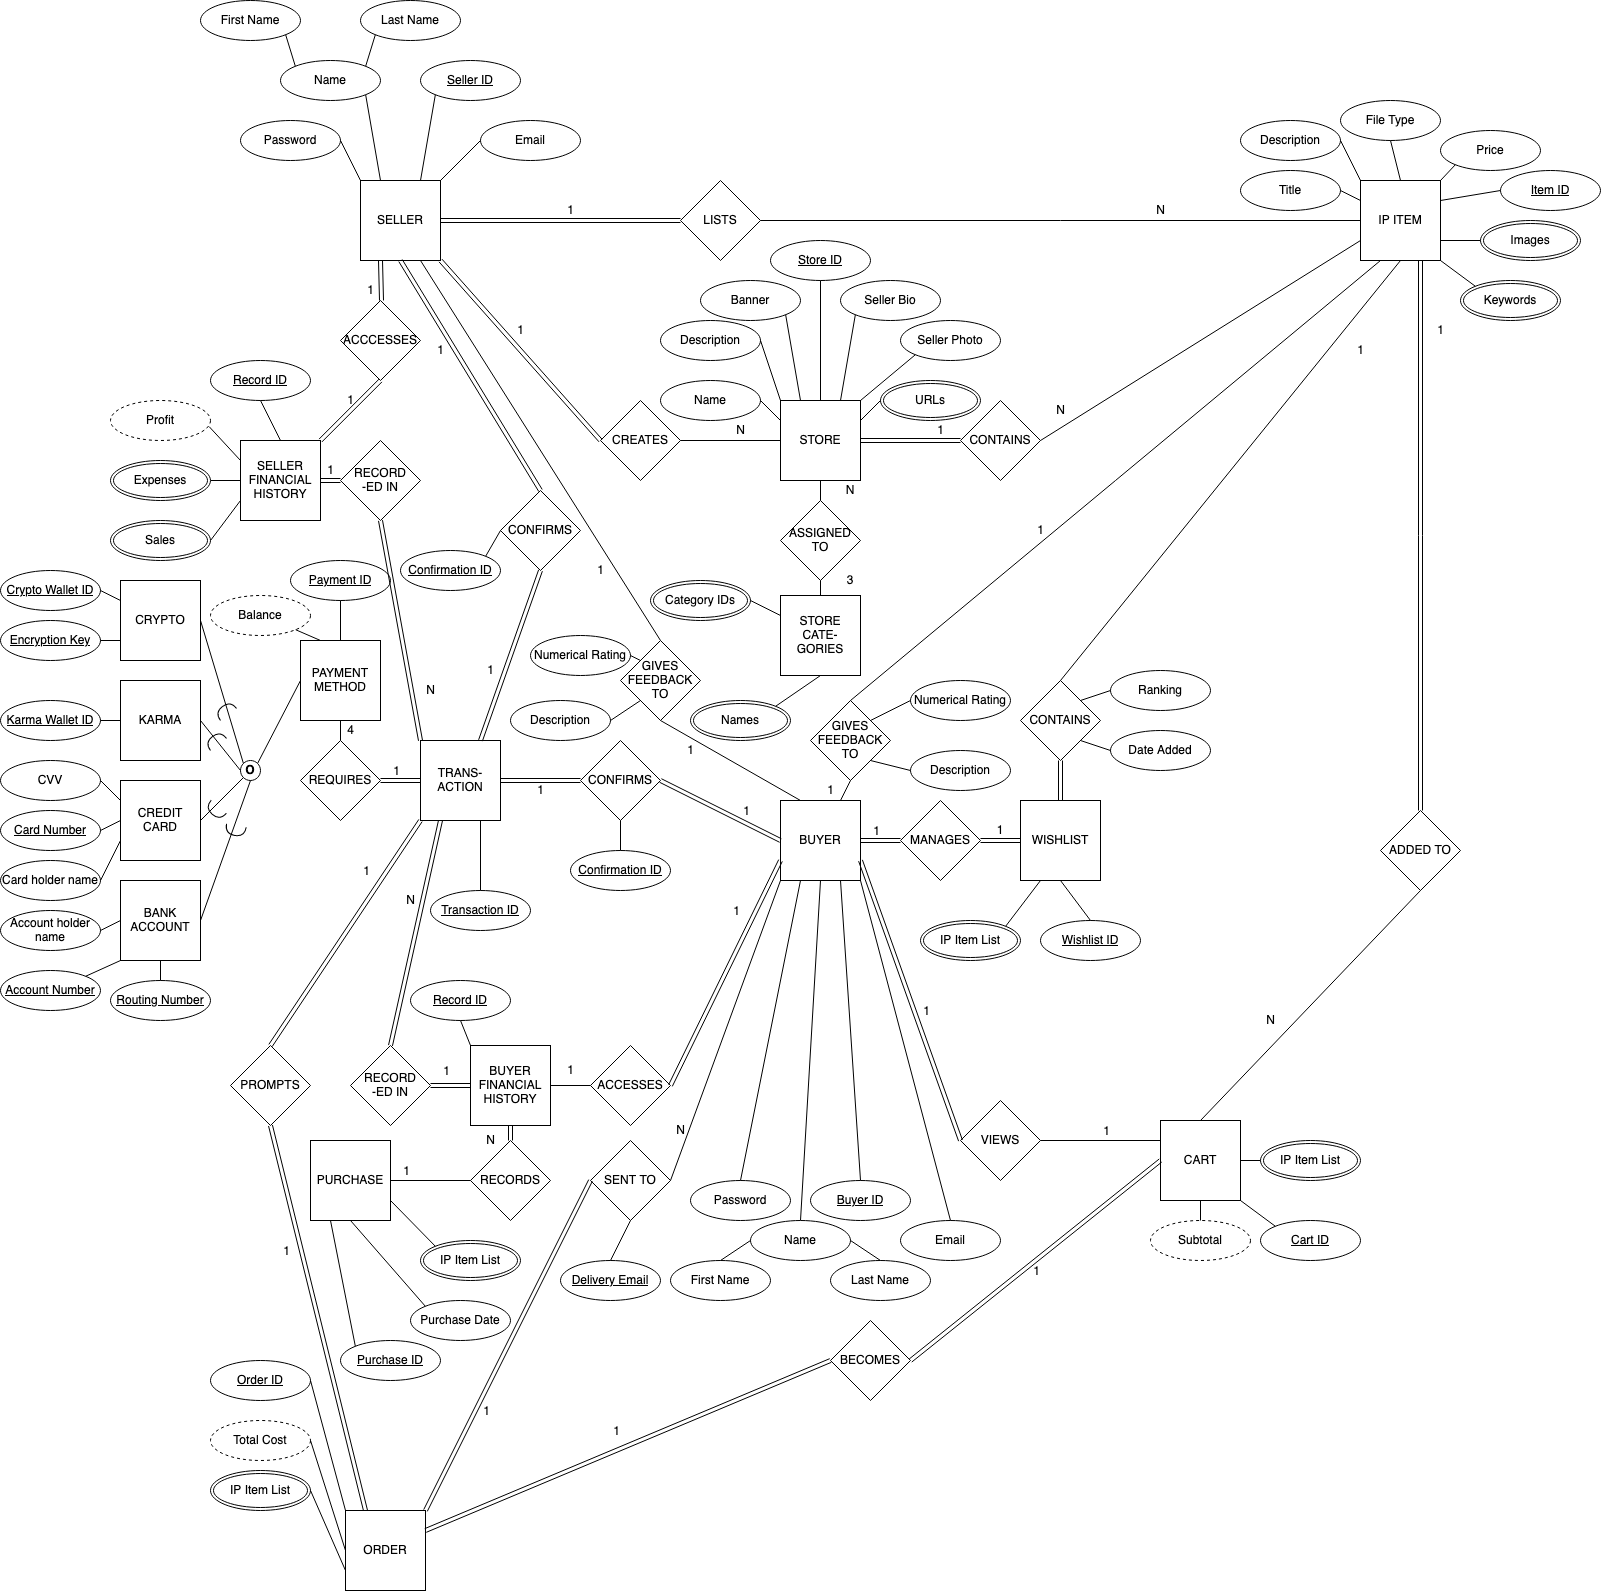 First Name
Last Name
Name
Seller ID
Password
Email
SELLER
1
LISTS
N
IP ITEM
Description
File Type
Price
Title
Item ID
Images
Keywords
1
ACCCESSES
1
1
1
Store ID
Banner
Seller Bio
Description
Seller Photo
Name
URLs
CREATES
N
STORE
1
CONTAINS
N
1
1
Record ID
Profit
Expenses
Sales
SELLER
FINANCIAL
HISTORY
1
RECORD
-ED IN
N
ASSIGNED
TO
3
CONFIRMS
Confirmation ID
1
1
Crypto Wallet ID
Encryption Key
CRYPTO
Payment ID
Balance
PAYMENT
METHOD
Category IDs
STORE
CATE-
GORIES
Names
Numerical Rating
GIVES
FEEDBACK
TO
Description
1
N
1
Karma Wallet ID
KARMA
4
Numerical Rating
GIVES
FEEDBACK
TO
Description
1
Ranking
CONTAINS
Date Added
CVV
Card Number
Card holder name
CREDIT
CARD
O
REQUIRES
1
TRANS-
ACTION
1
CONFIRMS
1
Confirmation ID
BUYER
1
MANAGES
1
WISHLIST
IP Item List
Wishlist ID
ADDED TO
Account holder
name
BANK
ACCOUNT
Account Number
Routing Number
1
N
Transaction ID
1
1
N
Record ID
PROMPTS
RECORD
-ED IN
1
BUYER
FINANCIAL
HISTORY
1
ACCESSES
N
N
VIEWS
1
CART
IP Item List
Subtotal
Cart ID
PURCHASE
1
RECORDS
SENT TO
Password
Buyer ID
Name
Email
First Name
Last Name
IP Item List
Delivery Email
Purchase Date
Purchase ID
1
1
BECOMES
Order ID
Total Cost
IP Item List
1
1
ORDER